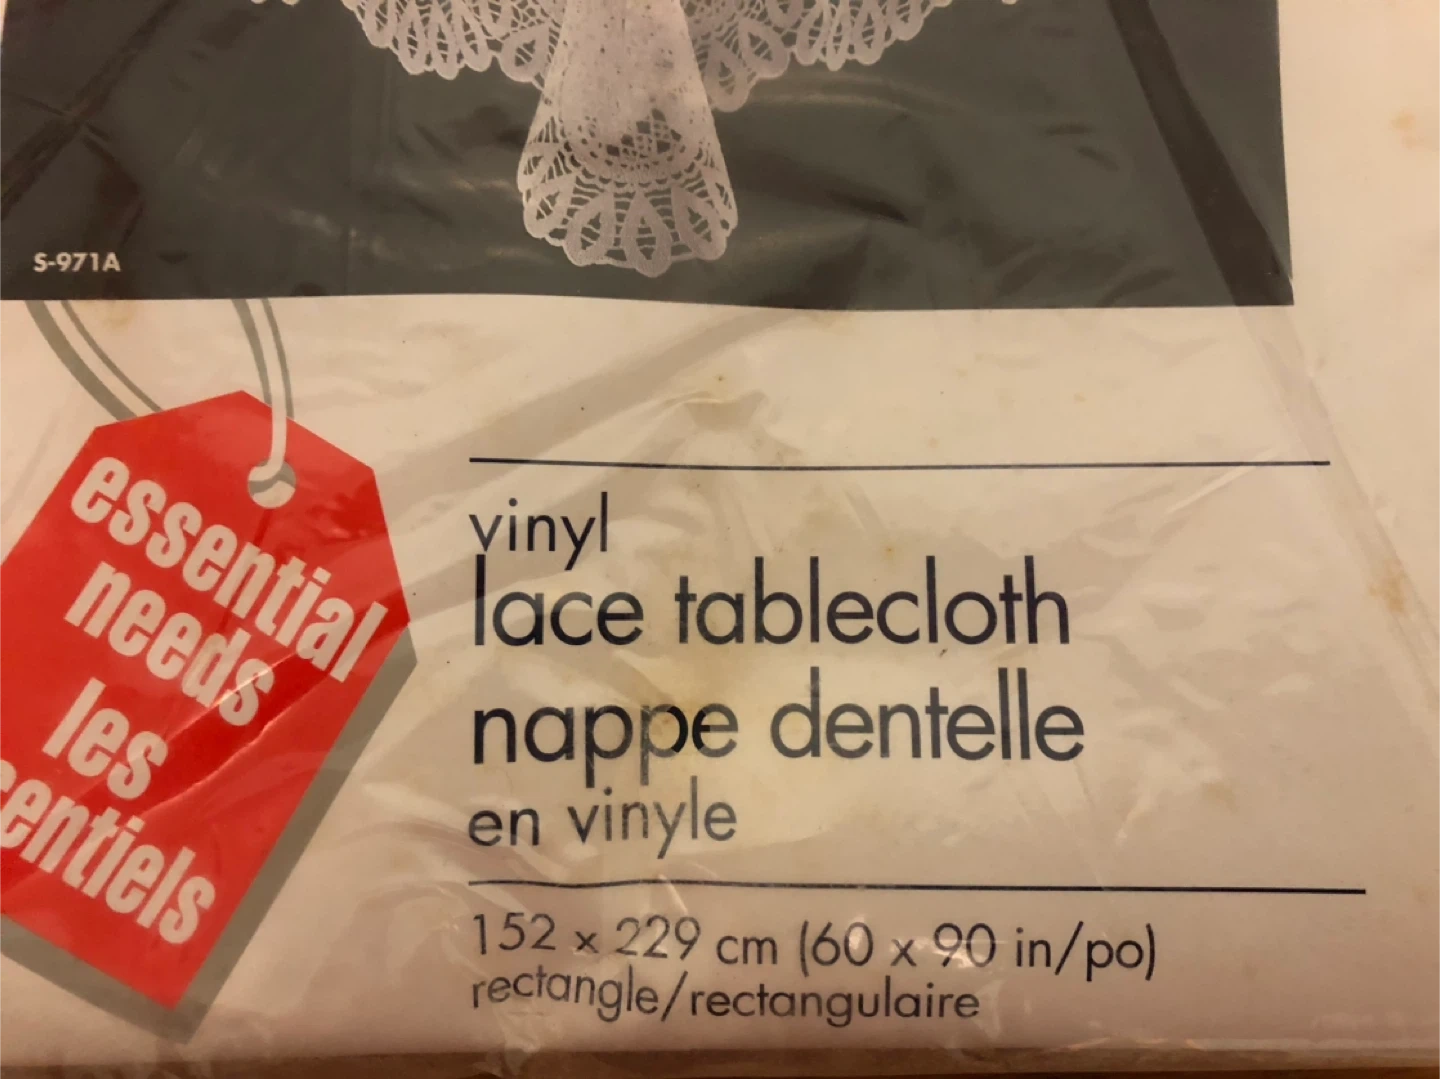 S-971A
essential
needs
les
sentiels
vinyl
lace tablecloth
nappe dentelle
en vinyle
152 x 229 cm (60 x 90 in/po)
rectangle/rectangulaire